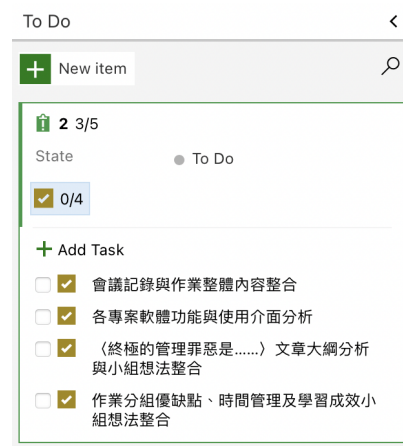 To Do
New item
2 3/5
State To Do
0/4
Add Task
會議記錄與作業整體內容整合
各專案軟體功能與使用介面分析
〈終極的管理罪惡是……〉文章大綱分析
與小組想法整合
作業分組優缺點、時間管理及學習成效小
組想法整合